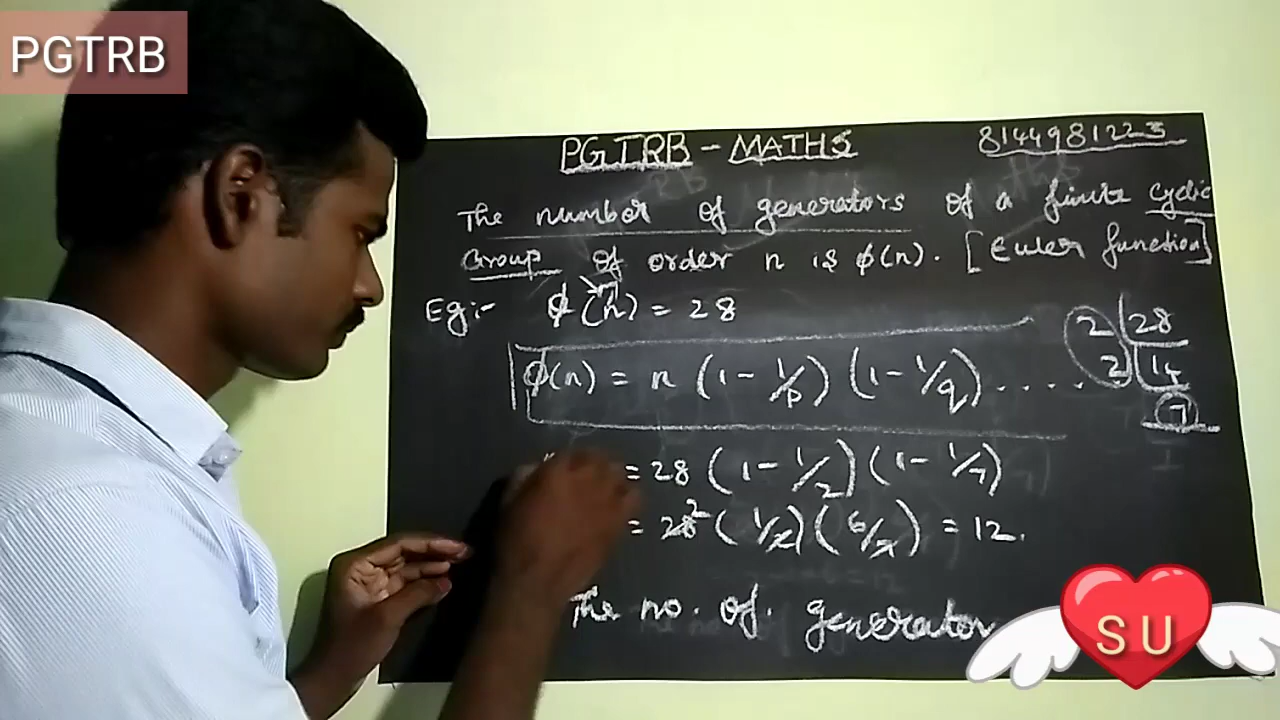 PGTRB
PGTRB - MATHS
8144981223
The number of generators of a finite cyclic
Group of order n is ϕ(n). [Euler function]
Eg:- ϕ(n) = 28
ϕ(n) = n (1 - 1/p) (1 - 1/q) .....
2 | 28
2 | 14
7
= 28 (1 - 1/2) (1 - 1/7)
= 28 2 (1/2) (6/7) = 12.
The no. of. generator
S U